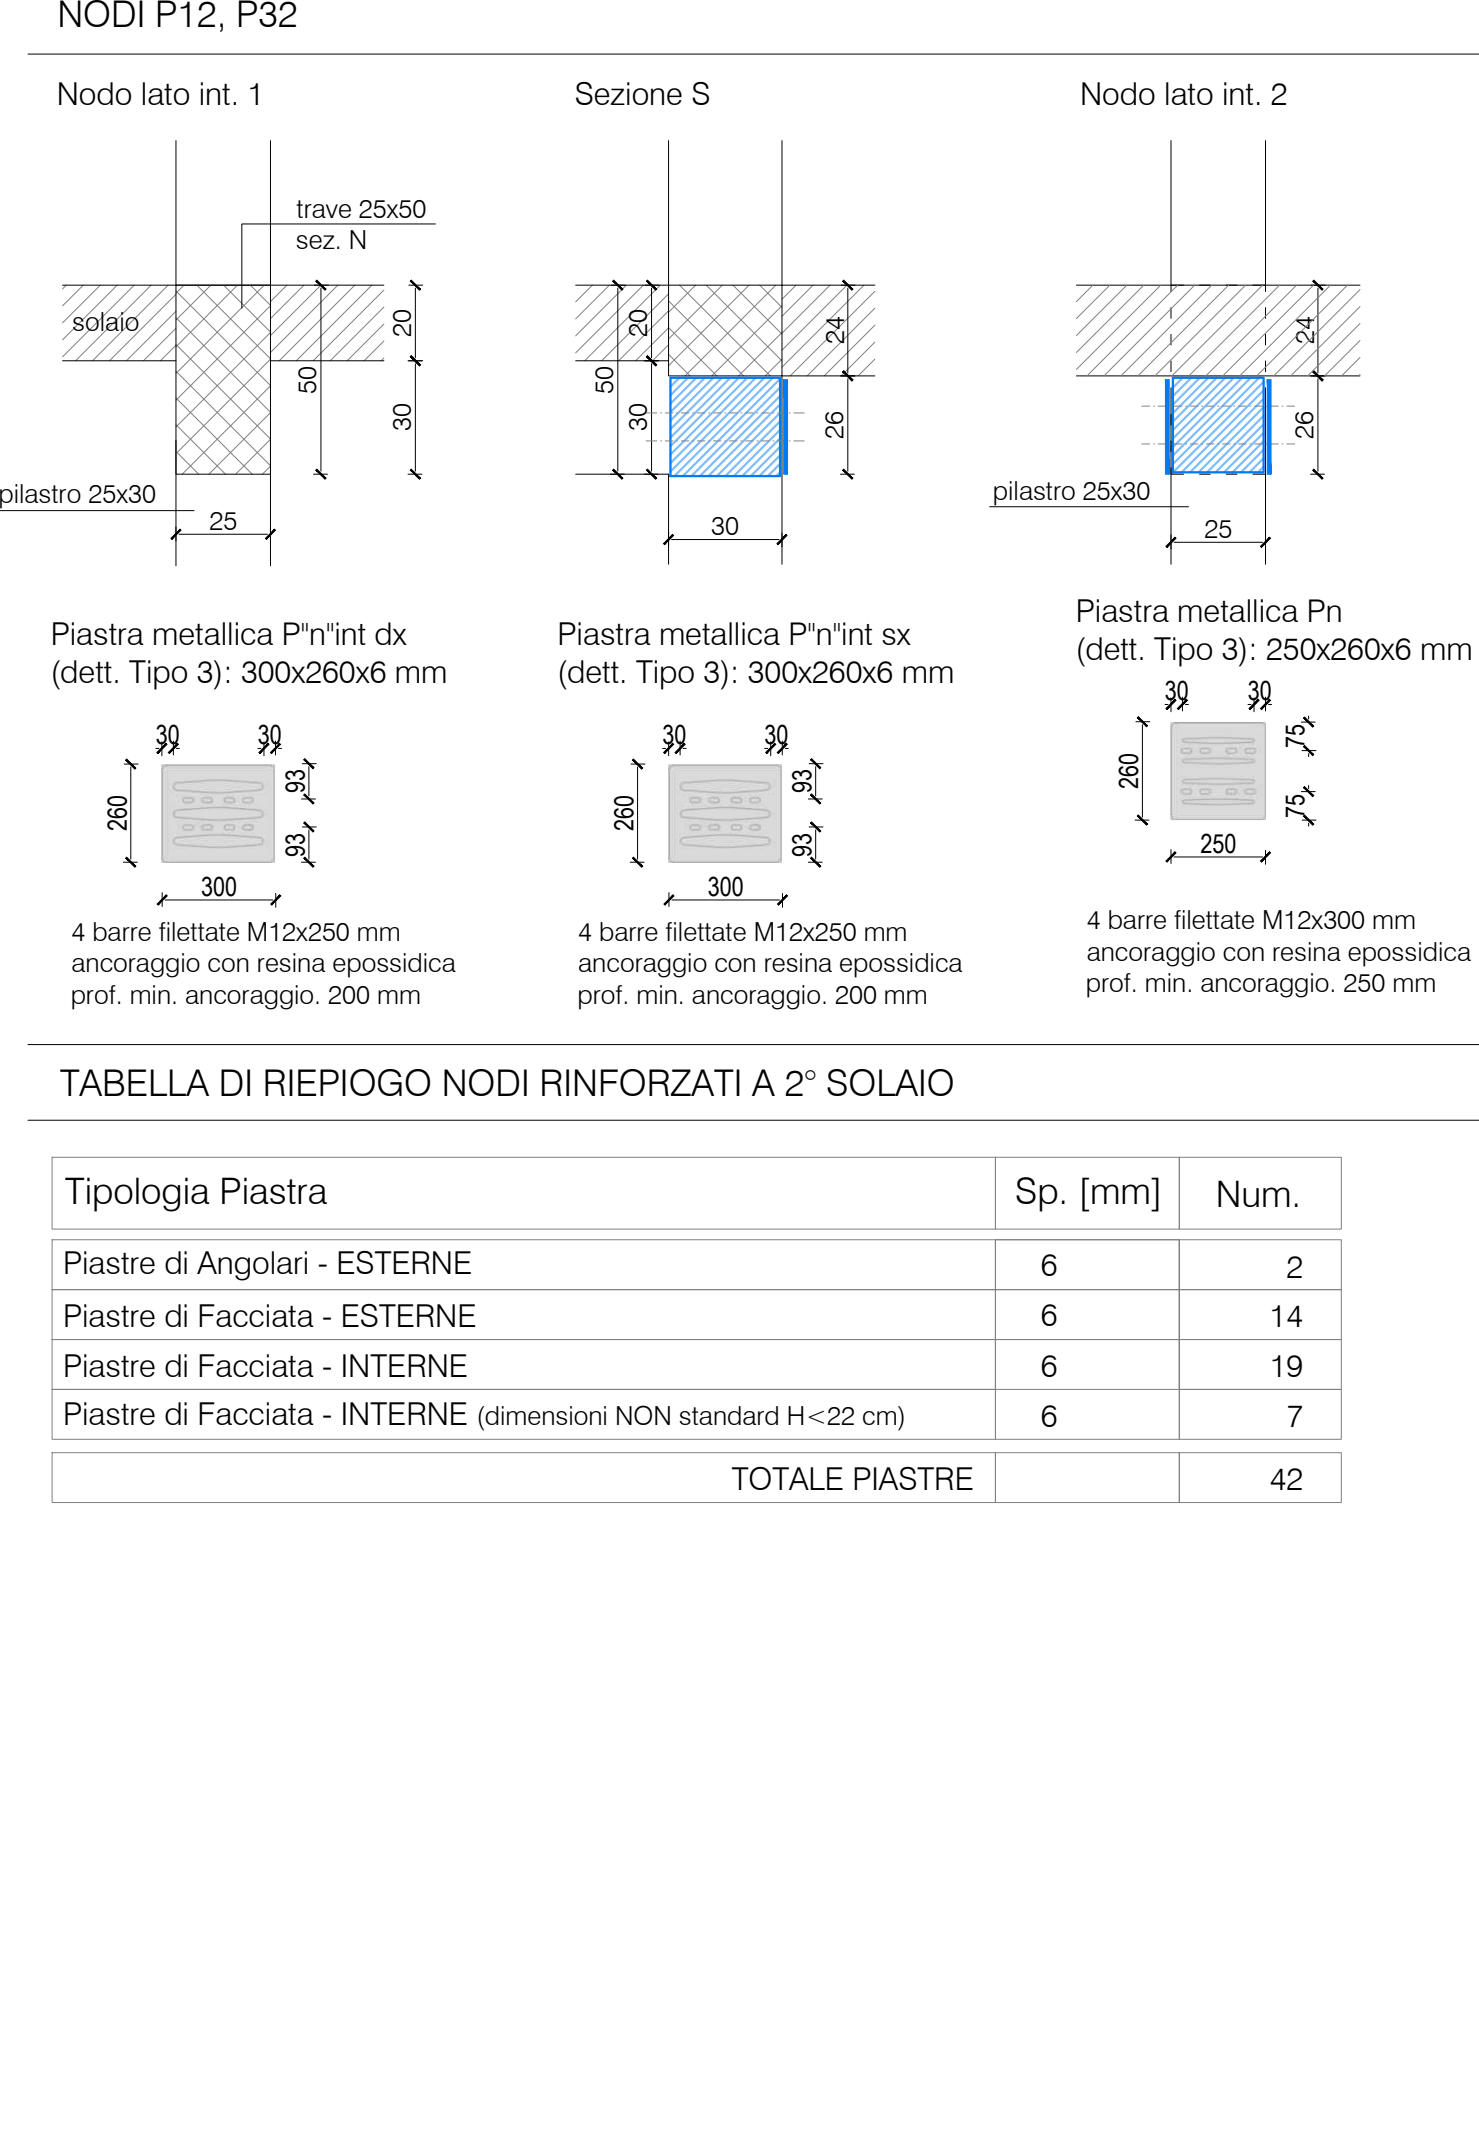 NODI P12, P32
Nodo lato int. 1
Sezione S
Nodo lato int. 2
trave 25x50
sez. N
solaio
50
20
30
pilastro 25x30
25
50
20
30
24
26
30
24
26
pilastro 25x30
25
Piastra metallica P"n"int dx
(dett. Tipo 3): 300x260x6 mm
30
30
260
93
93
300
4 barre filettate M12x250 mm
ancoraggio con resina epossidica
prof. min. ancoraggio. 200 mm
Piastra metallica P"n"int sx
(dett. Tipo 3): 300x260x6 mm
30
30
260
93
93
300
4 barre filettate M12x250 mm
ancoraggio con resina epossidica
prof. min. ancoraggio. 200 mm
Piastra metallica Pn
(dett. Tipo 3): 250x260x6 mm
30
30
260
75
75
250
4 barre filettate M12x300 mm
ancoraggio con resina epossidica
prof. min. ancoraggio. 250 mm
TABELLA DI RIEPIOGO NODI RINFORZATI A 2° SOLAIO
Tipologia Piastra Sp. [mm] Num.
Piastre di Angolari - ESTERNE 6 2
Piastre di Facciata - ESTERNE 6 14
Piastre di Facciata - INTERNE 6 19
Piastre di Facciata - INTERNE (dimensioni NON standard H<22 cm) 6 7
TOTALE PIASTRE 42